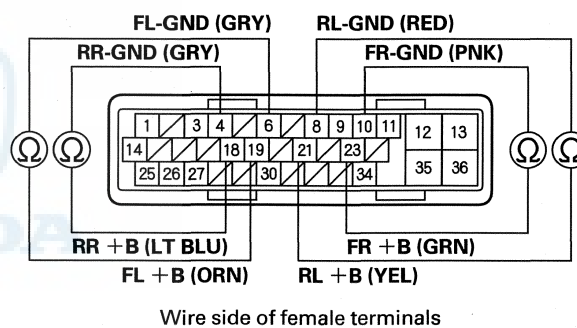 FL-GND (GRY) RL-GND (RED)
RR-GND (GRY) FR-GND (PNK)
1 3 4 6 8 9 10 11 12 13
Ω Ω 14 18 19 21 23 Ω Ω
25 26 27 30 34 35 36
RR +B (LT BLU) FR +B (GRN)
FL +B (ORN) RL +B (YEL)
Wire side of female terminals